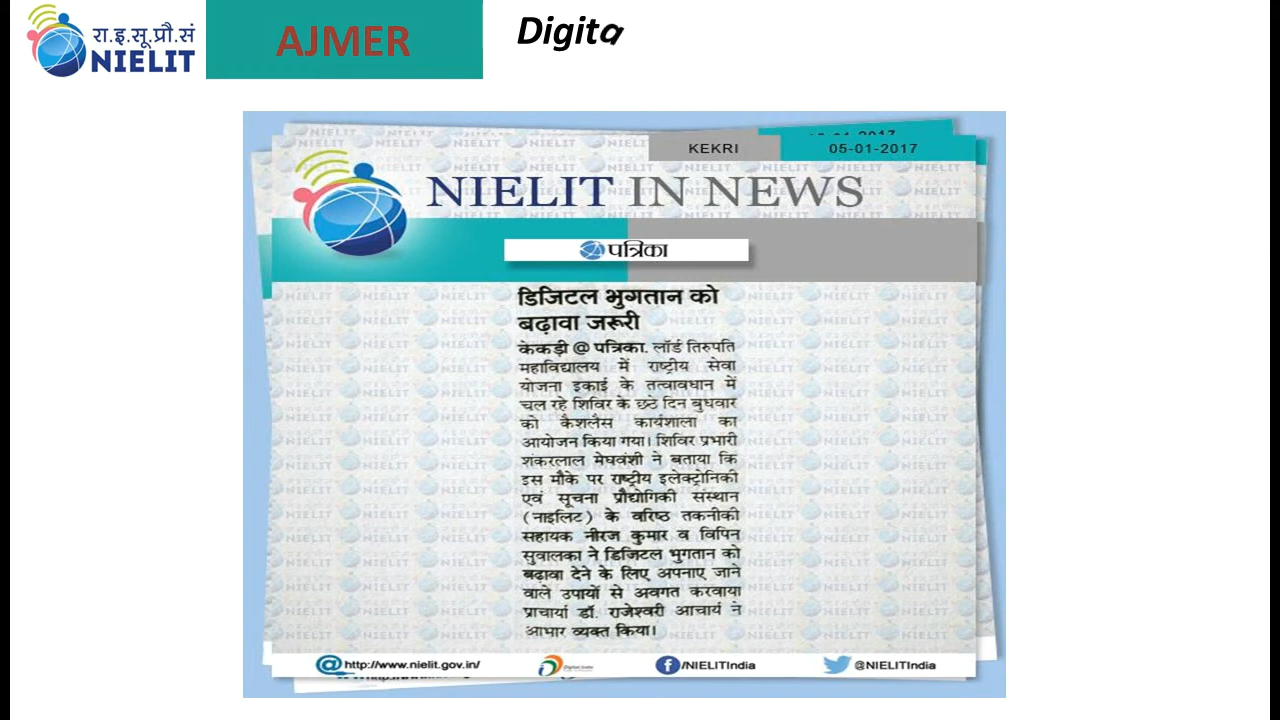 रा.इ.सू.प्रौ.सं
NIELIT
AJMER
Digita
KEKRI
05-01-2017
NIELIT IN NEWS
पत्रिका
डिजिटल भुगतान को
बढ़ावा जरूरी
केकड़ी @ पत्रिका. लॉर्ड तिरुपति
महाविद्यालय में राष्ट्रीय सेवा
योजना इकाई के तत्वावधान में
चल रहे शिविर के छठे दिन बुधवार
को कैशलैस कार्यशाला का
आयोजन किया गया। शिविर प्रभारी
शंकरलाल मेघवंशी ने बताया कि
इस मौके पर राष्ट्रीय इलेक्ट्रोनिकी
एवं सूचना प्रौद्योगिकी संस्थान
(नाइलिट) के वरिष्ठ तकनीकी
सहायक नीरज कुमार व विपिन
सुवालका ने डिजिटल भुगतान को
बढ़ावा देने के लिए अपनाए जाने
वाले उपायों से अवगत करवाया
प्राचार्या डॉ. राजेश्वरी आचार्य ने
आभार व्यक्त किया।
http://www.nielit.gov.in/
Digital India
/NIELITIndia
@NIELITIndia